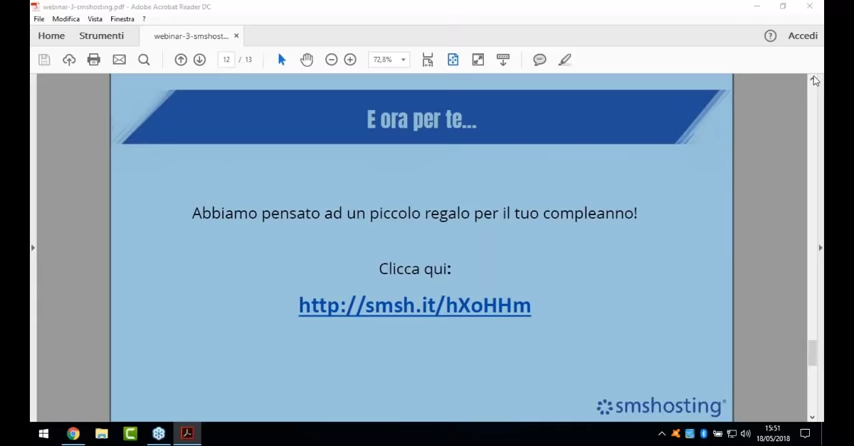 webinar-3-smshosting.pdf - Adobe Acrobat Reader DC
File Modifica Vista Finestra ?
Home Strumenti webinar-3-smshost... × Accedi
12 / 13 72,8%
E ora per te...
Abbiamo pensato ad un piccolo regalo per il tuo compleanno!
Clicca qui:
http://smsh.it/hXoHHm
smshosting®
15:51
18/05/2018